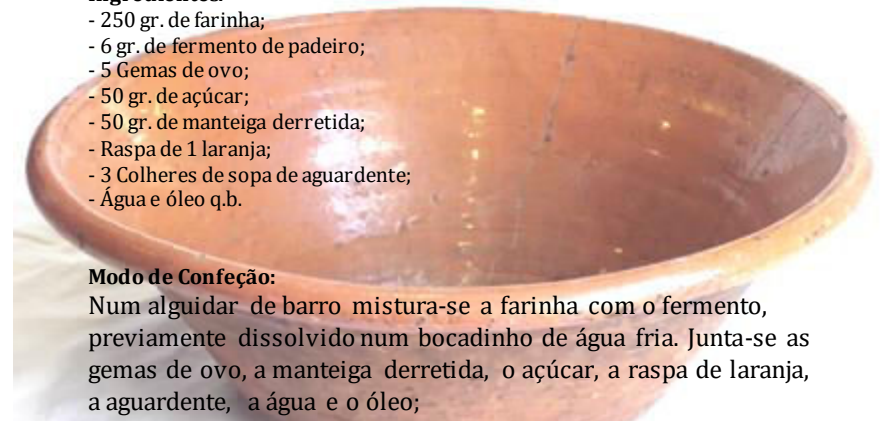 Ingredientes:
- 250 gr. de farinha;
- 6 gr. de fermento de padeiro;
- 5 Gemas de ovo;
- 50 gr. de açúcar;
- 50 gr. de manteiga derretida;
- Raspa de 1 laranja;
- 3 Colheres de sopa de aguardente;
- Água e óleo q.b.
Modo de Confeção:
Num alguidar de barro mistura-se a farinha com o fermento,
previamente dissolvido num bocadinho de água fria. Junta-se as
gemas de ovo, a manteiga derretida, o açúcar, a raspa de laranja,
a aguardente, a água e o óleo;